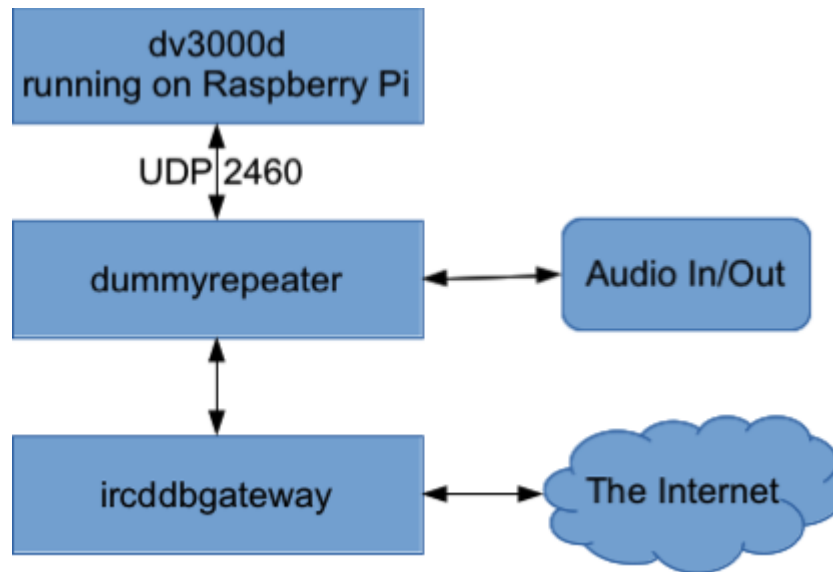 dv3000d
running on Raspberry Pi
UDP 2460
dummyrepeater
Audio In/Out
ircddbgateway
The Internet